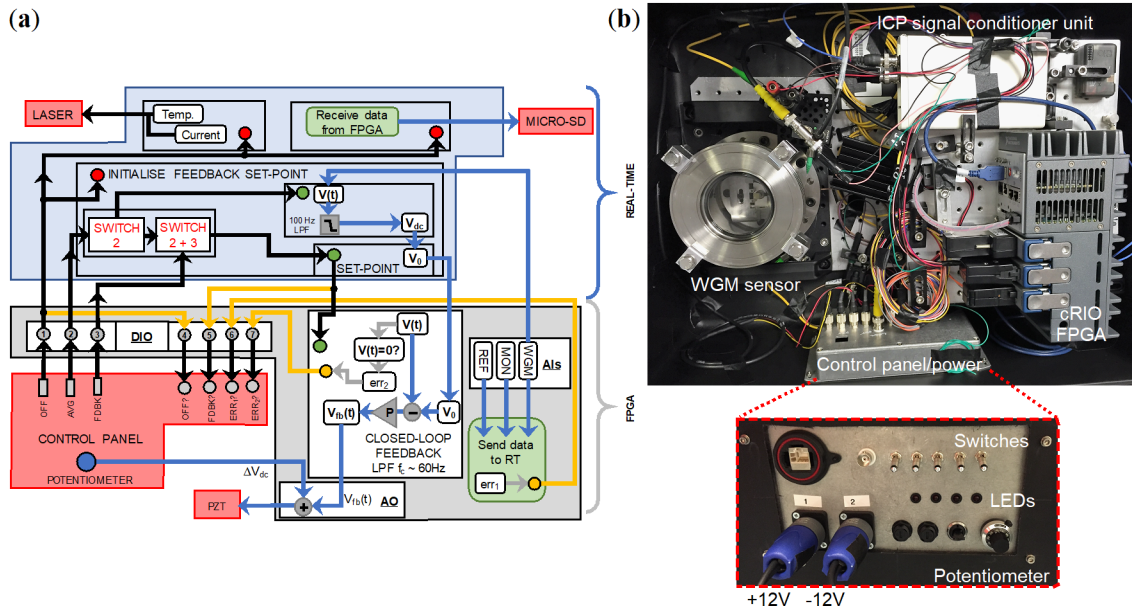 (a)
LASER
Temp.
Current
Receive data
from FPGA
MICRO-SD
REAL-TIME
INITIALISE FEEDBACK SET-POINT
SWITCH
2
SWITCH
2 + 3
V(t)
100 Hz
LPF
Vdc
V0
SET-POINT
1
2
3
DIO
4
5
6
7
OFF
AVG
FDBK
OFF?
FDBK?
ERR1?
ERR2?
CONTROL PANEL
POTENTIOMETER
ΔVdc
PZT
V(t)
V(t)=0?
err2
Vfb(t)
P
V0
CLOSED-LOOP
FEEDBACK
LPF fc ~ 60Hz
Vfb(t)
AO
REF
MON
WGM
AIs
Send data
to RT
err1
FPGA
(b)
ICP signal conditioner unit
WGM sensor
cRIO
FPGA
Control panel/power
Switches
1
2
LEDs
Potentiometer
+12V
-12V